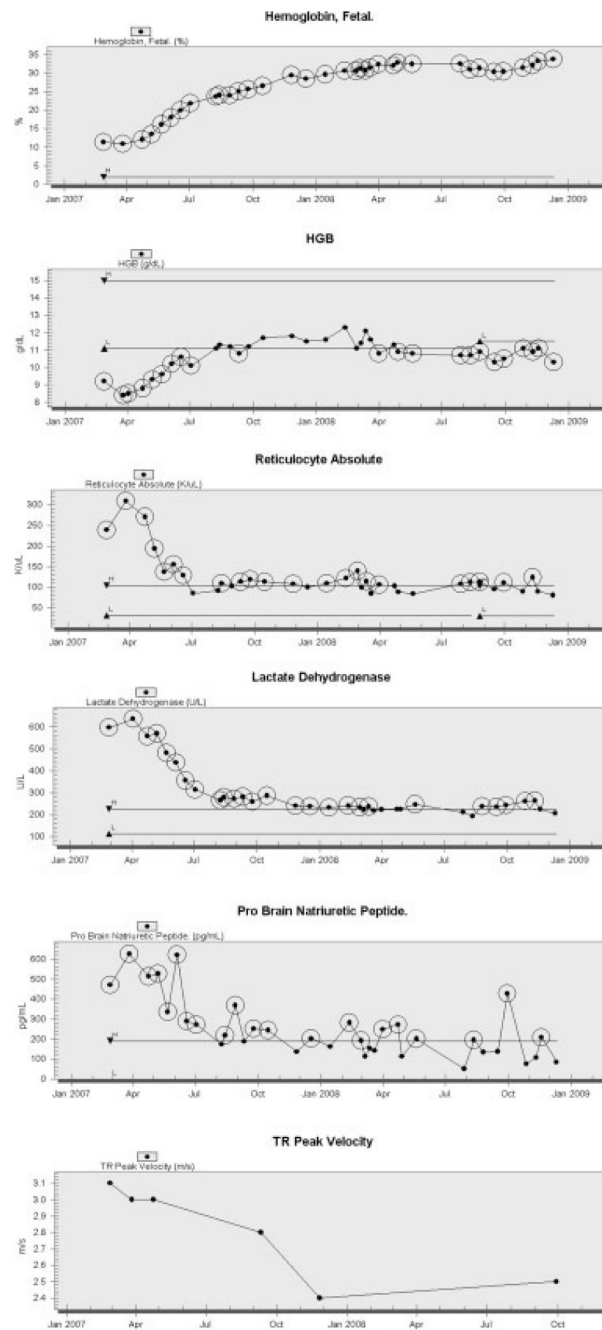 Hemoglobin, Fetal.
Hemoglobin, Fetal. (%)
35
30
25
20
15
10
5
0
%
H
Jan 2007 Apr Jul Oct Jan 2008 Apr Jul Oct Jan 2009
HGB
HGB (g/dL)
15
14
13
12
11
10
9
8
g/dL
H
L
L
Jan 2007 Apr Jul Oct Jan 2008 Apr Jul Oct Jan 2009
Reticulocyte Absolute
Reticulocyte Absolute (K/uL)
300
250
200
150
100
50
K/uL
H
L
L
Jan 2007 Apr Jul Oct Jan 2008 Apr Jul Oct Jan 2009
Lactate Dehydrogenase
Lactate Dehydrogenase (U/L)
600
500
400
300
200
100
U/L
H
L
Jan 2007 Apr Jul Oct Jan 2008 Apr Jul Oct Jan 2009
Pro Brain Natriuretic Peptide.
Pro Brain Natriuretic Peptide. (pg/mL)
600
500
400
300
200
100
0
pg/mL
H
L
Jan 2007 Apr Jul Oct Jan 2008 Apr Jul Oct Jan 2009
TR Peak Velocity
TR Peak Velocity (m/s)
3.1
3.0
2.9
2.8
2.7
2.6
2.5
2.4
m/s
Jan 2007 Apr Jul Oct Jan 2008 Apr Jul Oct